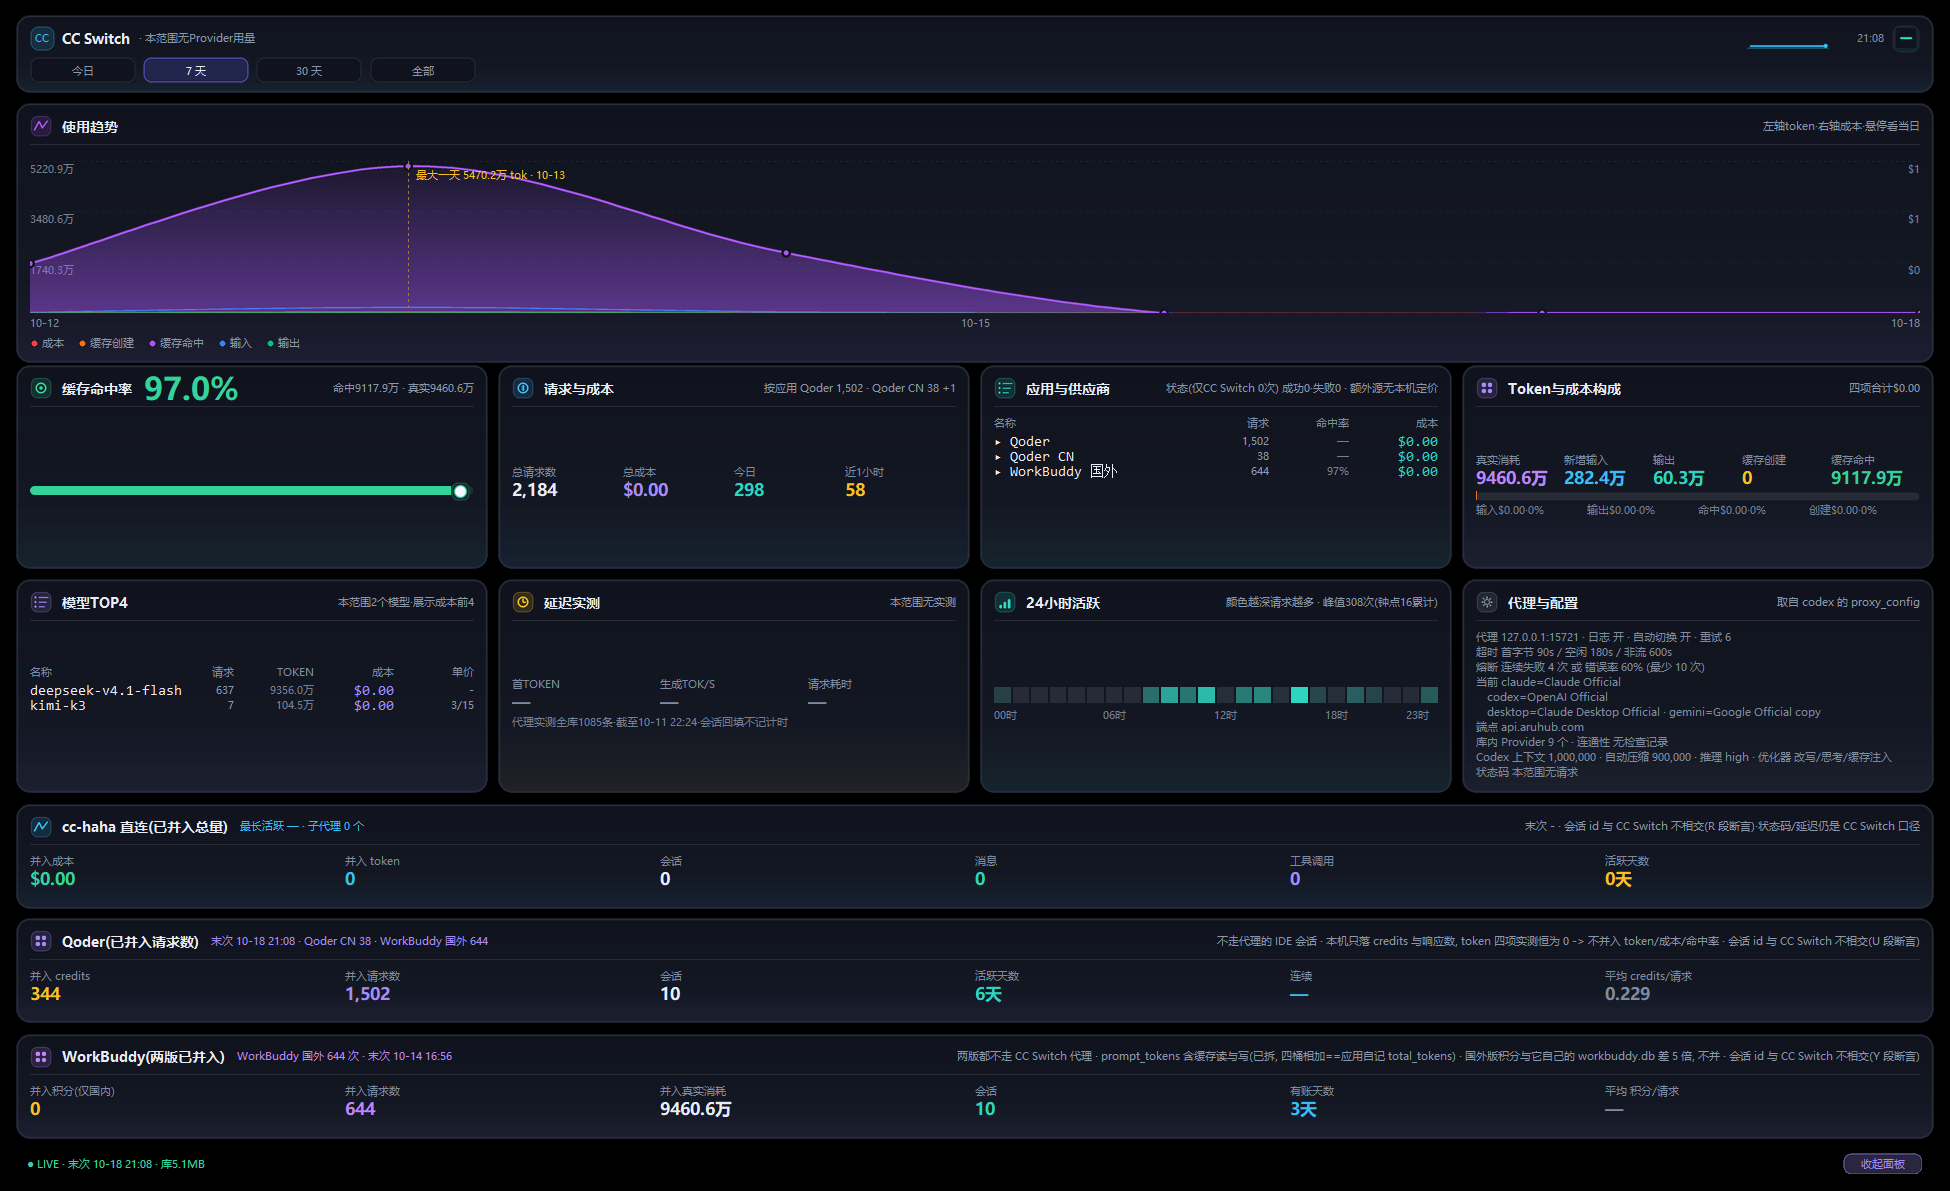 CC CC Switch · 本范围无Provider用量 21:08
今日 7 天 30 天 全部
使用趋势 左轴token·右轴成本·悬停看当日
5220.9万 $1
最大一天 5470.2万 tok · 10-13
3480.6万 $1
1740.3万 $0
10-12 10-15 10-18
成本 缓存创建 缓存命中 输入 输出
缓存命中率 97.0% 命中9117.9万 · 真实9460.6万
请求与成本 按应用 Qoder 1,502 · Qoder CN 38 +1
总请求数 总成本 今日 近1小时
2,184 $0.00 298 58
应用与供应商 状态(仅CC Switch 0次) 成功0·失败0 · 额外源无本机定价
名称 请求 命中率 成本
▸ Qoder 1,502 — $0.00
▸ Qoder CN 38 — $0.00
▸ WorkBuddy 国外 644 97% $0.00
Token与成本构成 四项合计$0.00
真实消耗 新增输入 输出 缓存创建 缓存命中
9460.6万 282.4万 60.3万 0 9117.9万
输入$0.00·0% 输出$0.00·0% 命中$0.00·0% 创建$0.00·0%
模型TOP4 本范围2个模型·展示成本前4
名称 请求 TOKEN 成本 单价
deepseek-v4.1-flash 637 9356.0万 $0.00 -
kimi-k3 7 104.5万 $0.00 3/15
延迟实测 本范围无实测
首TOKEN 生成TOK/S 请求耗时
— — —
代理实测全库1085条·截至10-11 22:24·会话回填不记计时
24小时活跃 颜色越深请求越多 · 峰值308次(钟点16累计)
00时 06时 12时 18时 23时
代理与配置 取自 codex 的 proxy_config
代理 127.0.0.1:15721 · 日志 开 · 自动切换 开 · 重试 6
超时 首字节 90s / 空闲 180s / 非流 600s
熔断 连续失败 4 次 或 错误率 60% (最少 10 次)
当前 claude=Claude Official
codex=OpenAI Official
desktop=Claude Desktop Official · gemini=Google Official copy
端点 api.aruhub.com
库内 Provider 9 个 · 连通性 无检查记录
Codex 上下文 1,000,000 · 自动压缩 900,000 · 推理 high · 优化器 改写/思考/缓存注入
状态码 本范围无请求
cc-haha 直连(已并入总量) 最长活跃 — · 子代理 0 个 末次 - · 会话 id 与 CC Switch 不相交(R 段断言)·状态码/延迟仍是 CC Switch 口径
并入成本 并入 token 会话 消息 工具调用 活跃天数
$0.00 0 0 0 0 0天
Qoder(已并入请求数) 末次 10-18 21:08 · Qoder CN 38 · WorkBuddy 国外 644 不走代理的 IDE 会话 · 本机只落 credits 与响应数, token 四项实测恒为 0 -> 不并入 token/成本/命中率 · 会话 id 与 CC Switch 不相交(U 段断言)
并入 credits 并入请求数 会话 活跃天数 连续 平均 credits/请求
344 1,502 10 6天 — 0.229
WorkBuddy(两版已并入) WorkBuddy 国外 644 次 · 末次 10-14 16:56 两版都不走 CC Switch 代理 · prompt_tokens 含缓存读与写(已拆, 四桶相加==应用自记 total_tokens) · 国外版积分与它自己的 workbuddy.db 差 5 倍, 不并 · 会话 id 与 CC Switch 不相交(Y 段断言)
并入积分(仅国内) 并入请求数 并入真实消耗 会话 有账天数 平均 积分/请求
0 644 9460.6万 10 3天 —
LIVE · 末次 10-18 21:08 · 库5.1MB 收起面板